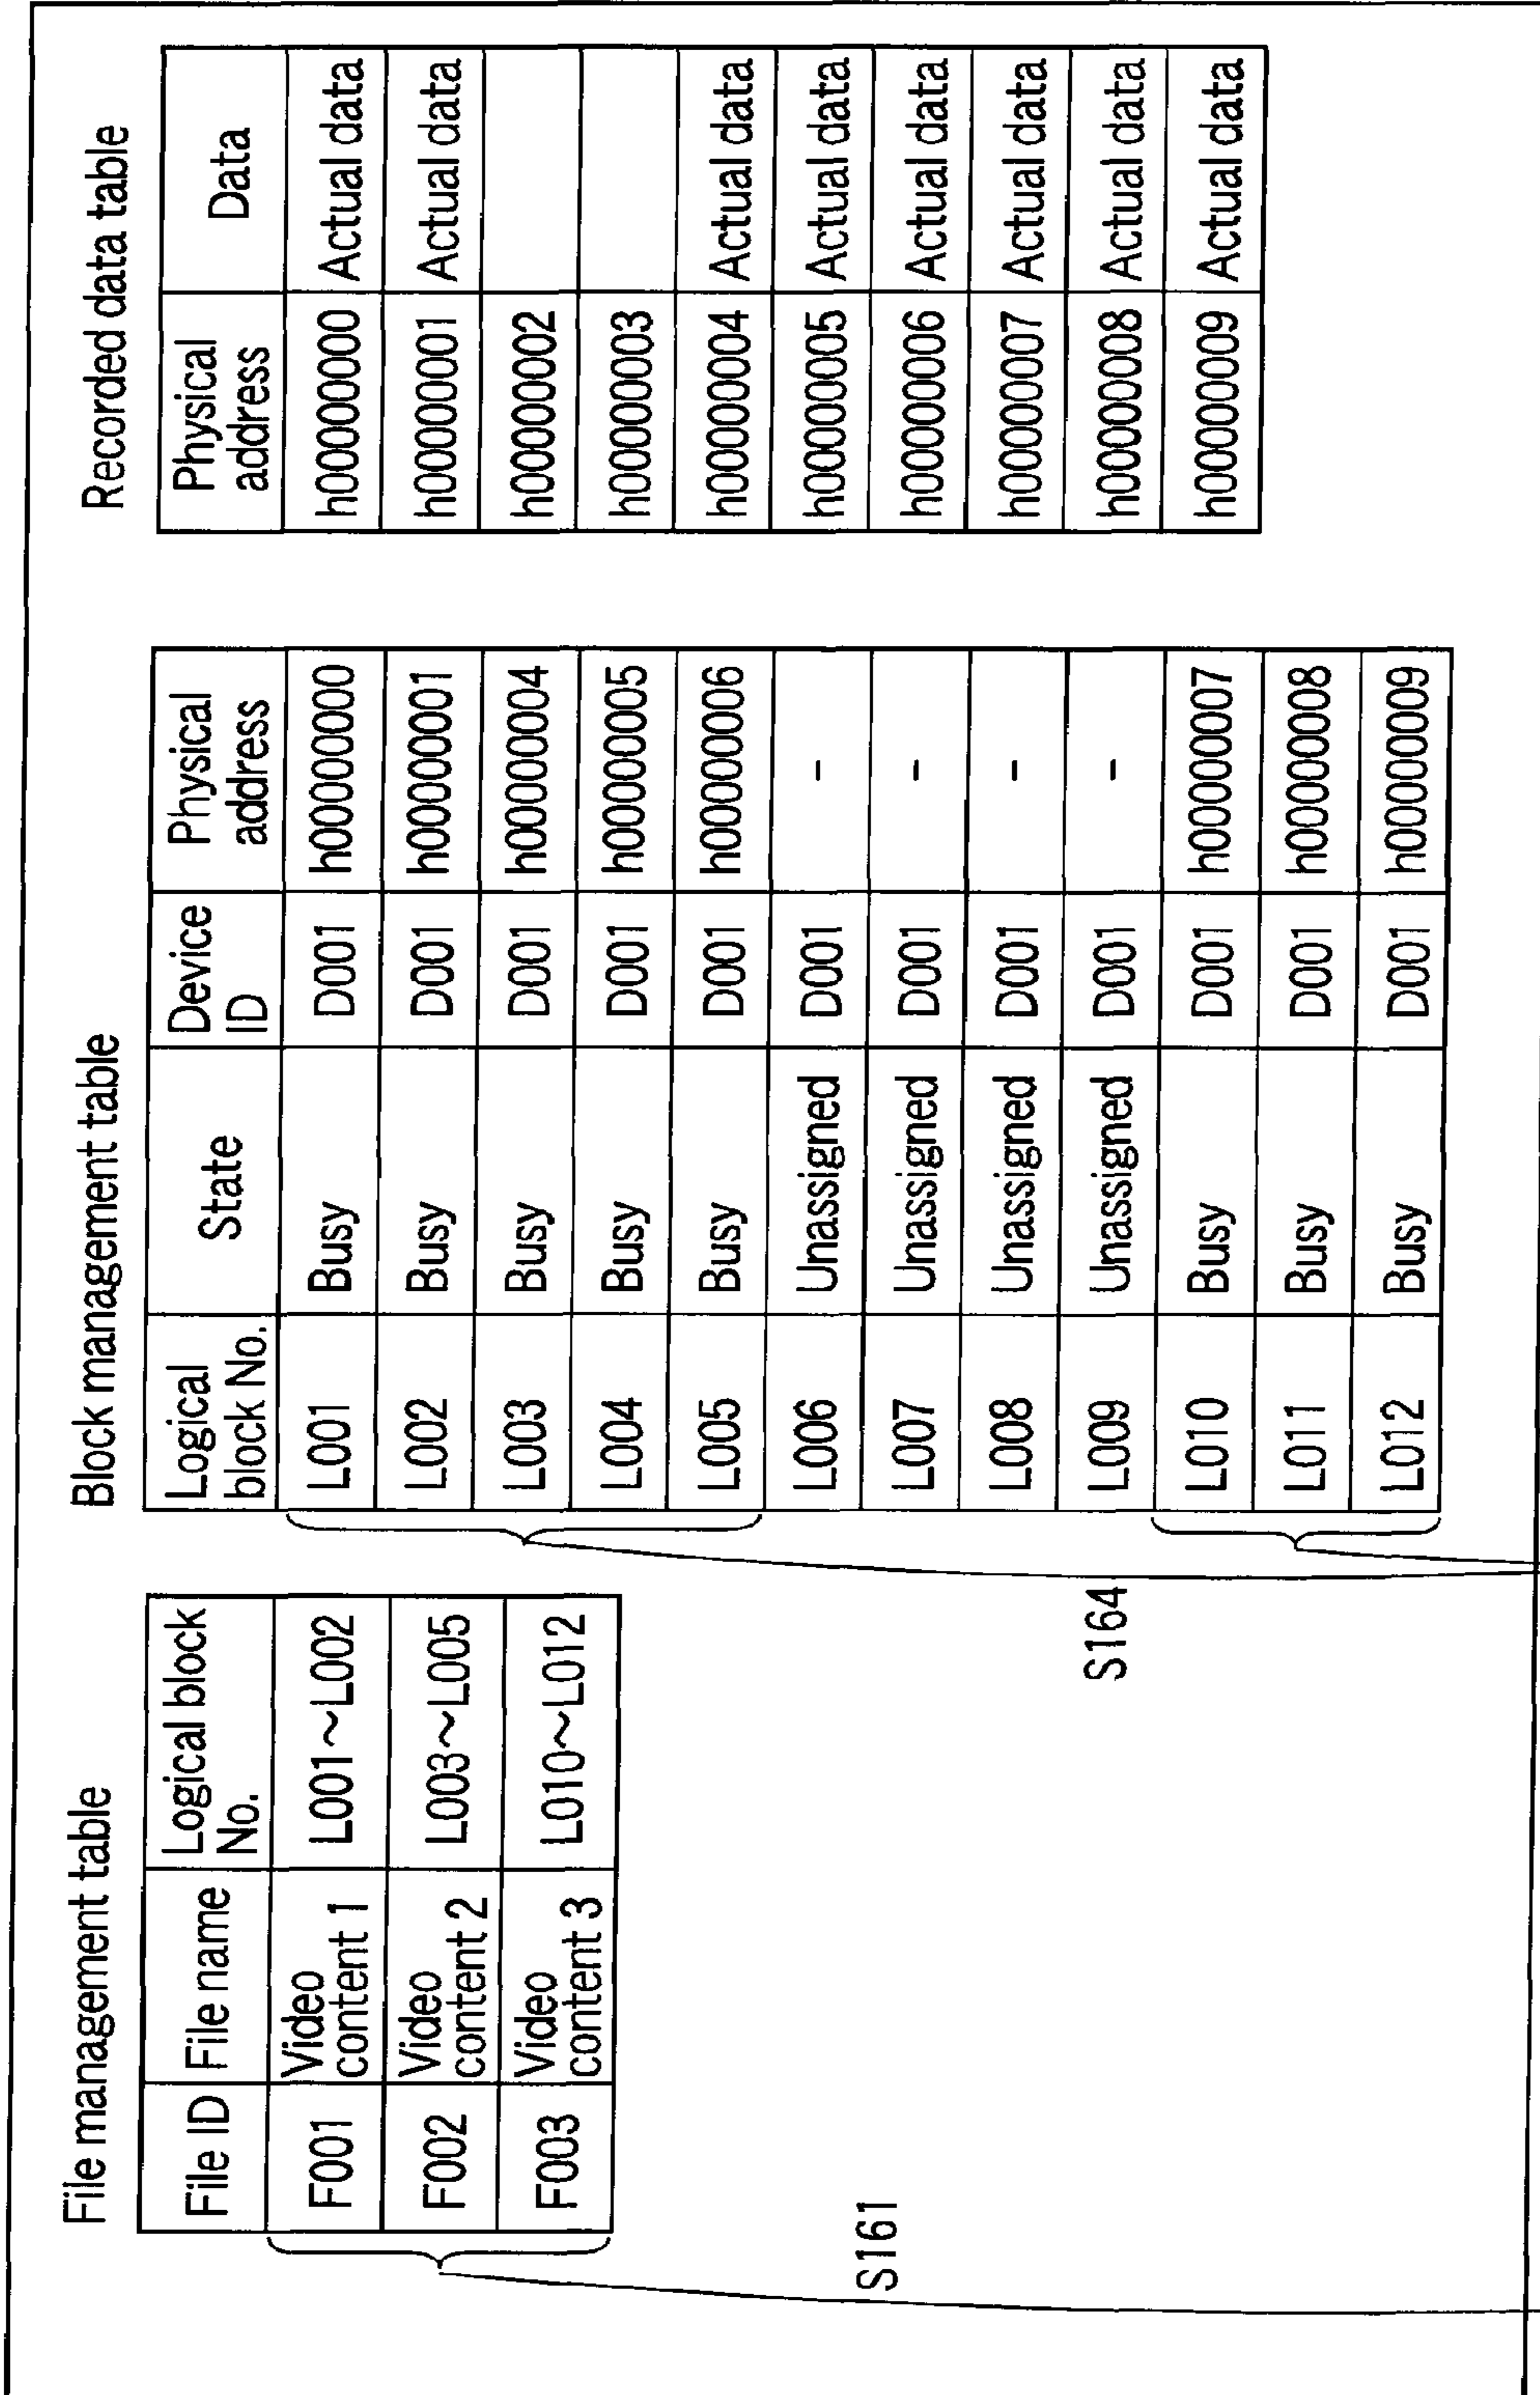 File management table
File ID File name Logical block No.
F001 Video content 1 L001~L002
F002 Video content 2 L003~L005
F003 Video content 3 L010~L012
S161
Block management table
Logical block No. State Device ID Physical address
L001 Busy D001 h00000000
L002 Busy D001 h00000001
L003 Busy D001 h00000004
L004 Busy D001 h00000005
L005 Busy D001 h00000006
L006 Unassigned D001 -
L007 Unassigned D001 -
L008 Unassigned D001 -
L009 Unassigned D001 -
L010 Busy D001 h00000007
L011 Busy D001 h00000008
L012 Busy D001 h00000009
S164
Recorded data table
Physical address Data
h00000000 Actual data
h00000001 Actual data
h00000002
h00000003
h00000004 Actual data
h00000005 Actual data
h00000006 Actual data
h00000007 Actual data
h00000008 Actual data
h00000009 Actual data